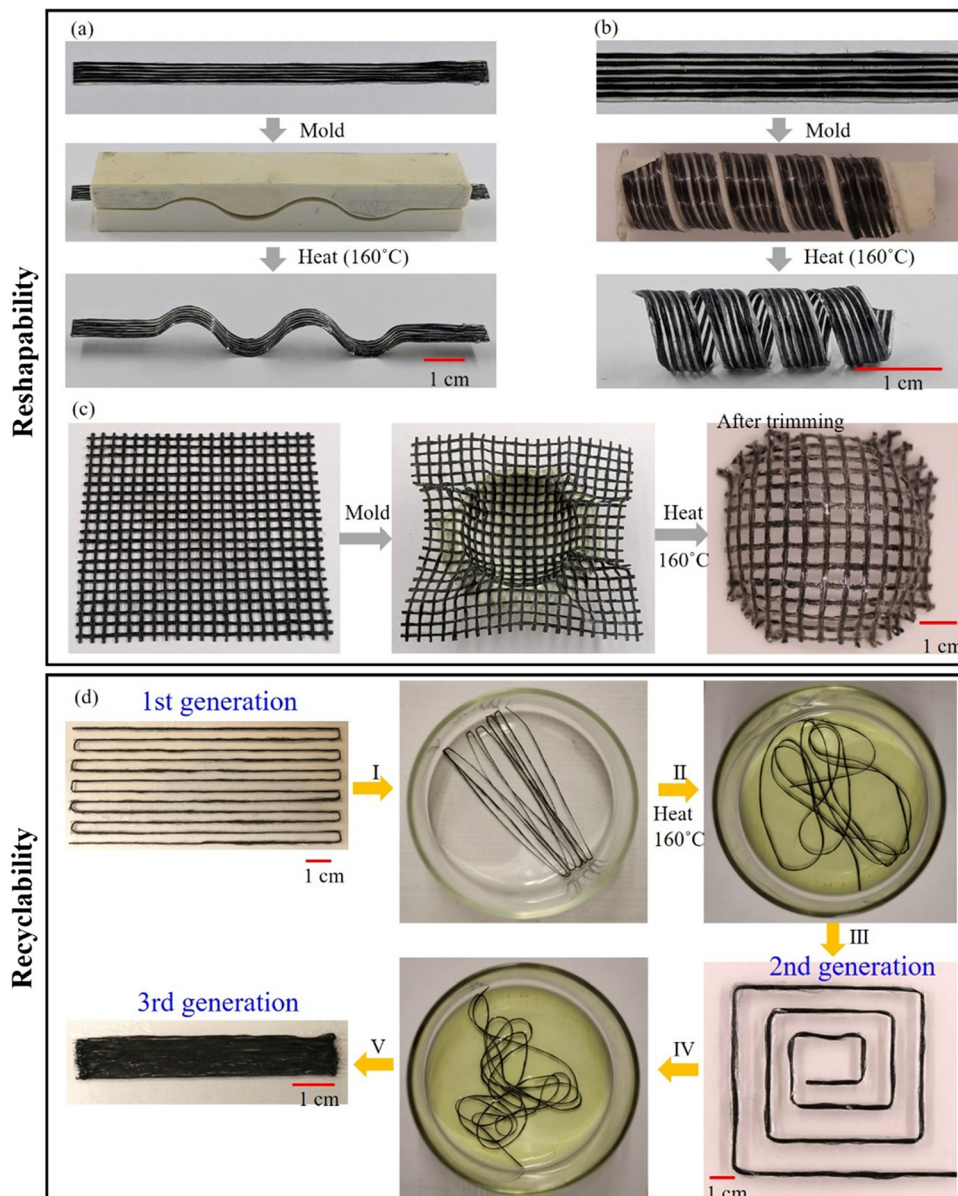 Reshapability
(a)
Mold
Heat (160°C)
1 cm
(b)
Mold
Heat (160°C)
1 cm
(c)
Mold
Heat
160°C
After trimming
1 cm
Recyclability
(d)
1st generation
1 cm
I
II
Heat
160°C
III
2nd generation
1 cm
IV
V
3rd generation
1 cm